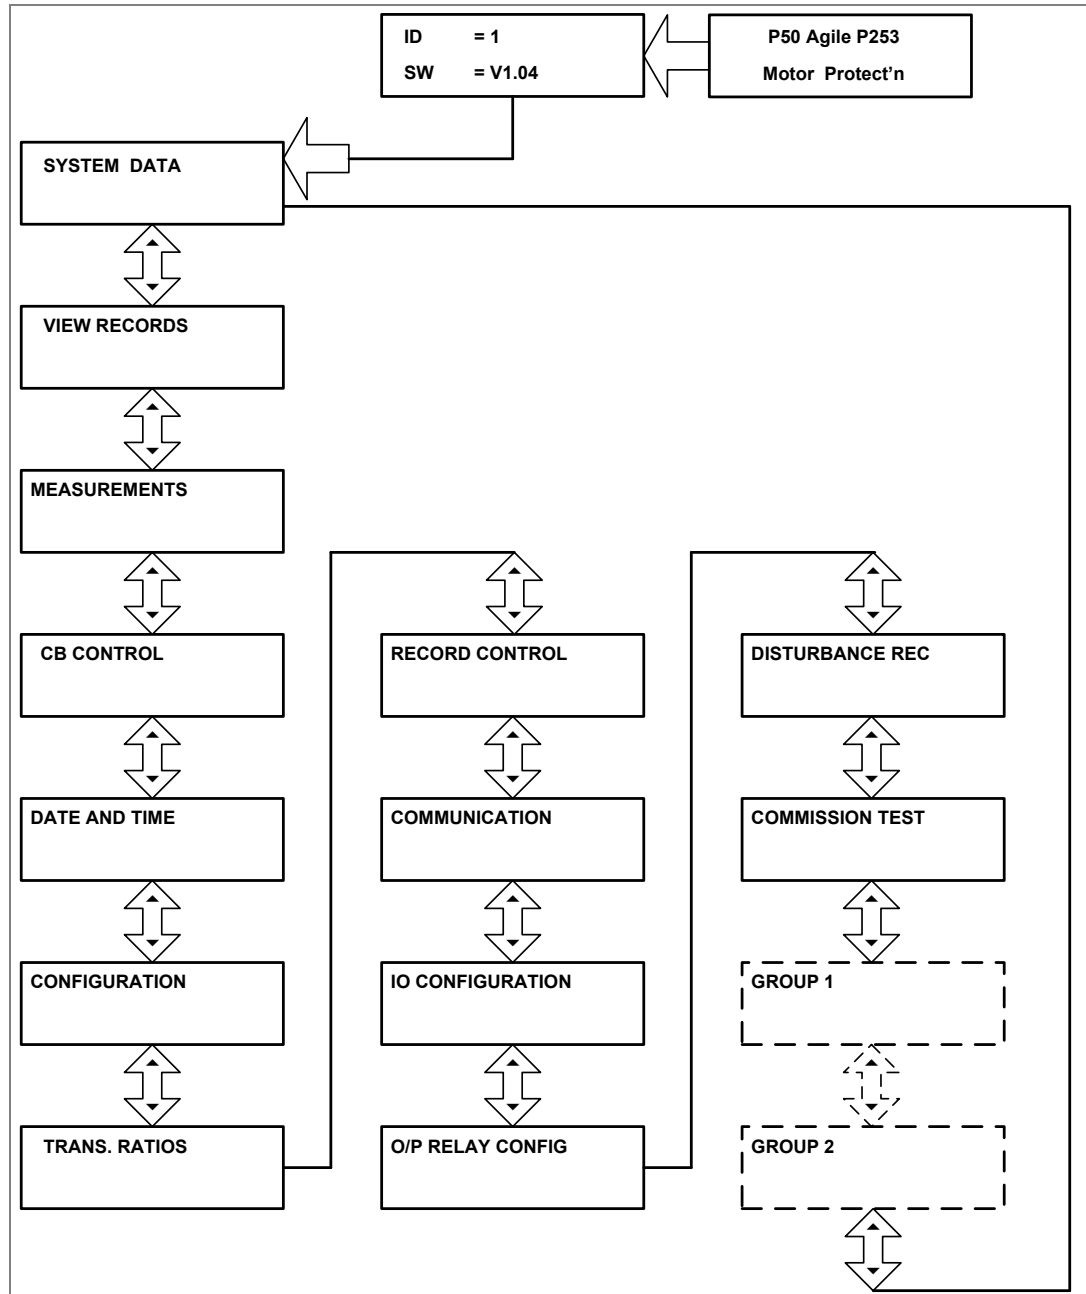 ID = 1
SW = V1.04
P50 Agile P253
Motor Protect'n
SYSTEM DATA
VIEW RECORDS
MEASUREMENTS
CB CONTROL
DATE AND TIME
CONFIGURATION
TRANS. RATIOS
RECORD CONTROL
COMMUNICATION
IO CONFIGURATION
O/P RELAY CONFIG
DISTURBANCE REC
COMMISSION TEST
GROUP 1
GROUP 2